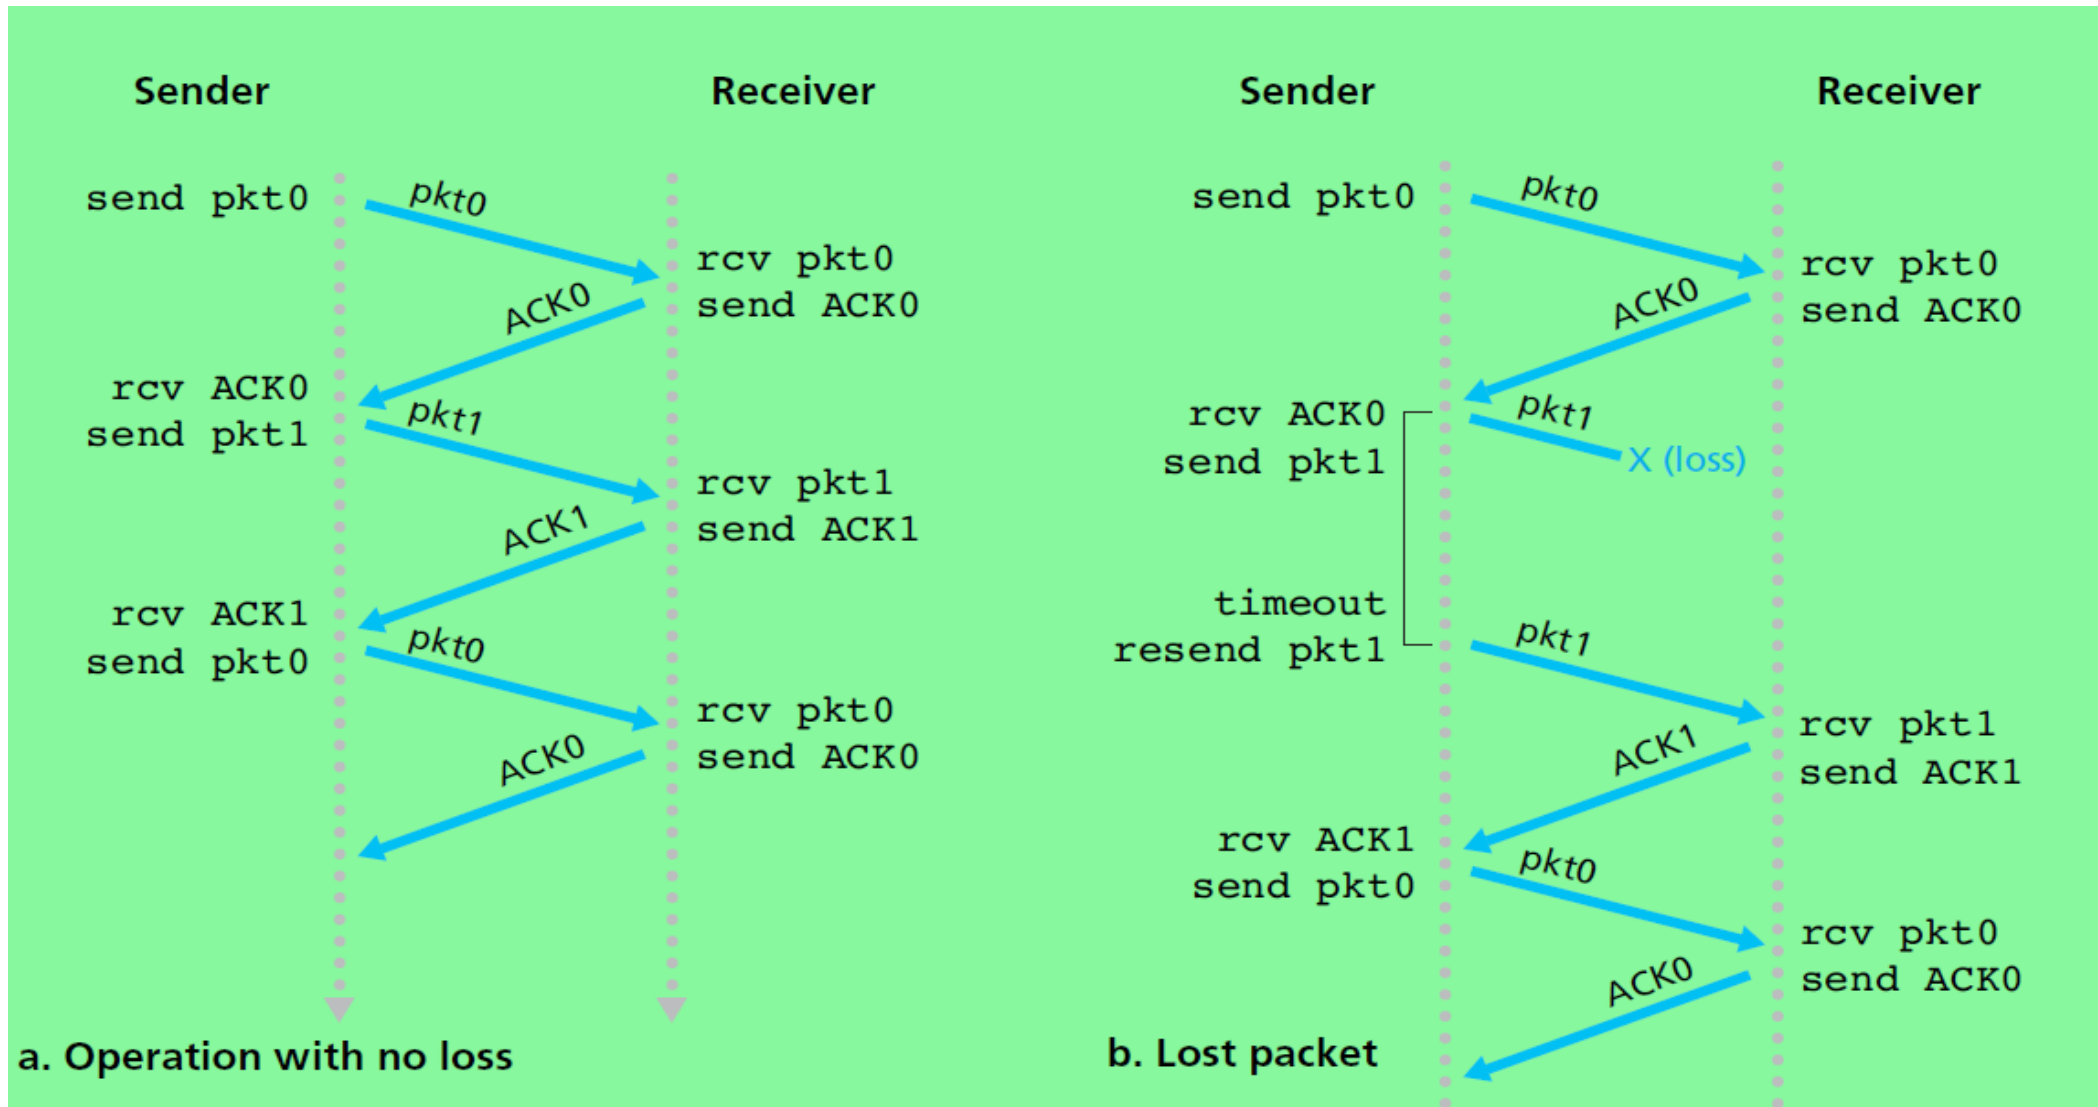 Sender
Receiver
send pkt0
pkt0
rcv pkt0
send ACK0
ACK0
rcv ACK0
send pkt1
pkt1
rcv pkt1
send ACK1
ACK1
rcv ACK1
send pkt0
pkt0
rcv pkt0
send ACK0
ACK0
a. Operation with no loss
Sender
Receiver
send pkt0
pkt0
rcv pkt0
send ACK0
ACK0
rcv ACK0
send pkt1
pkt1
X (loss)
timeout
resend pkt1
pkt1
rcv pkt1
send ACK1
ACK1
rcv ACK1
send pkt0
pkt0
rcv pkt0
send ACK0
ACK0
b. Lost packet